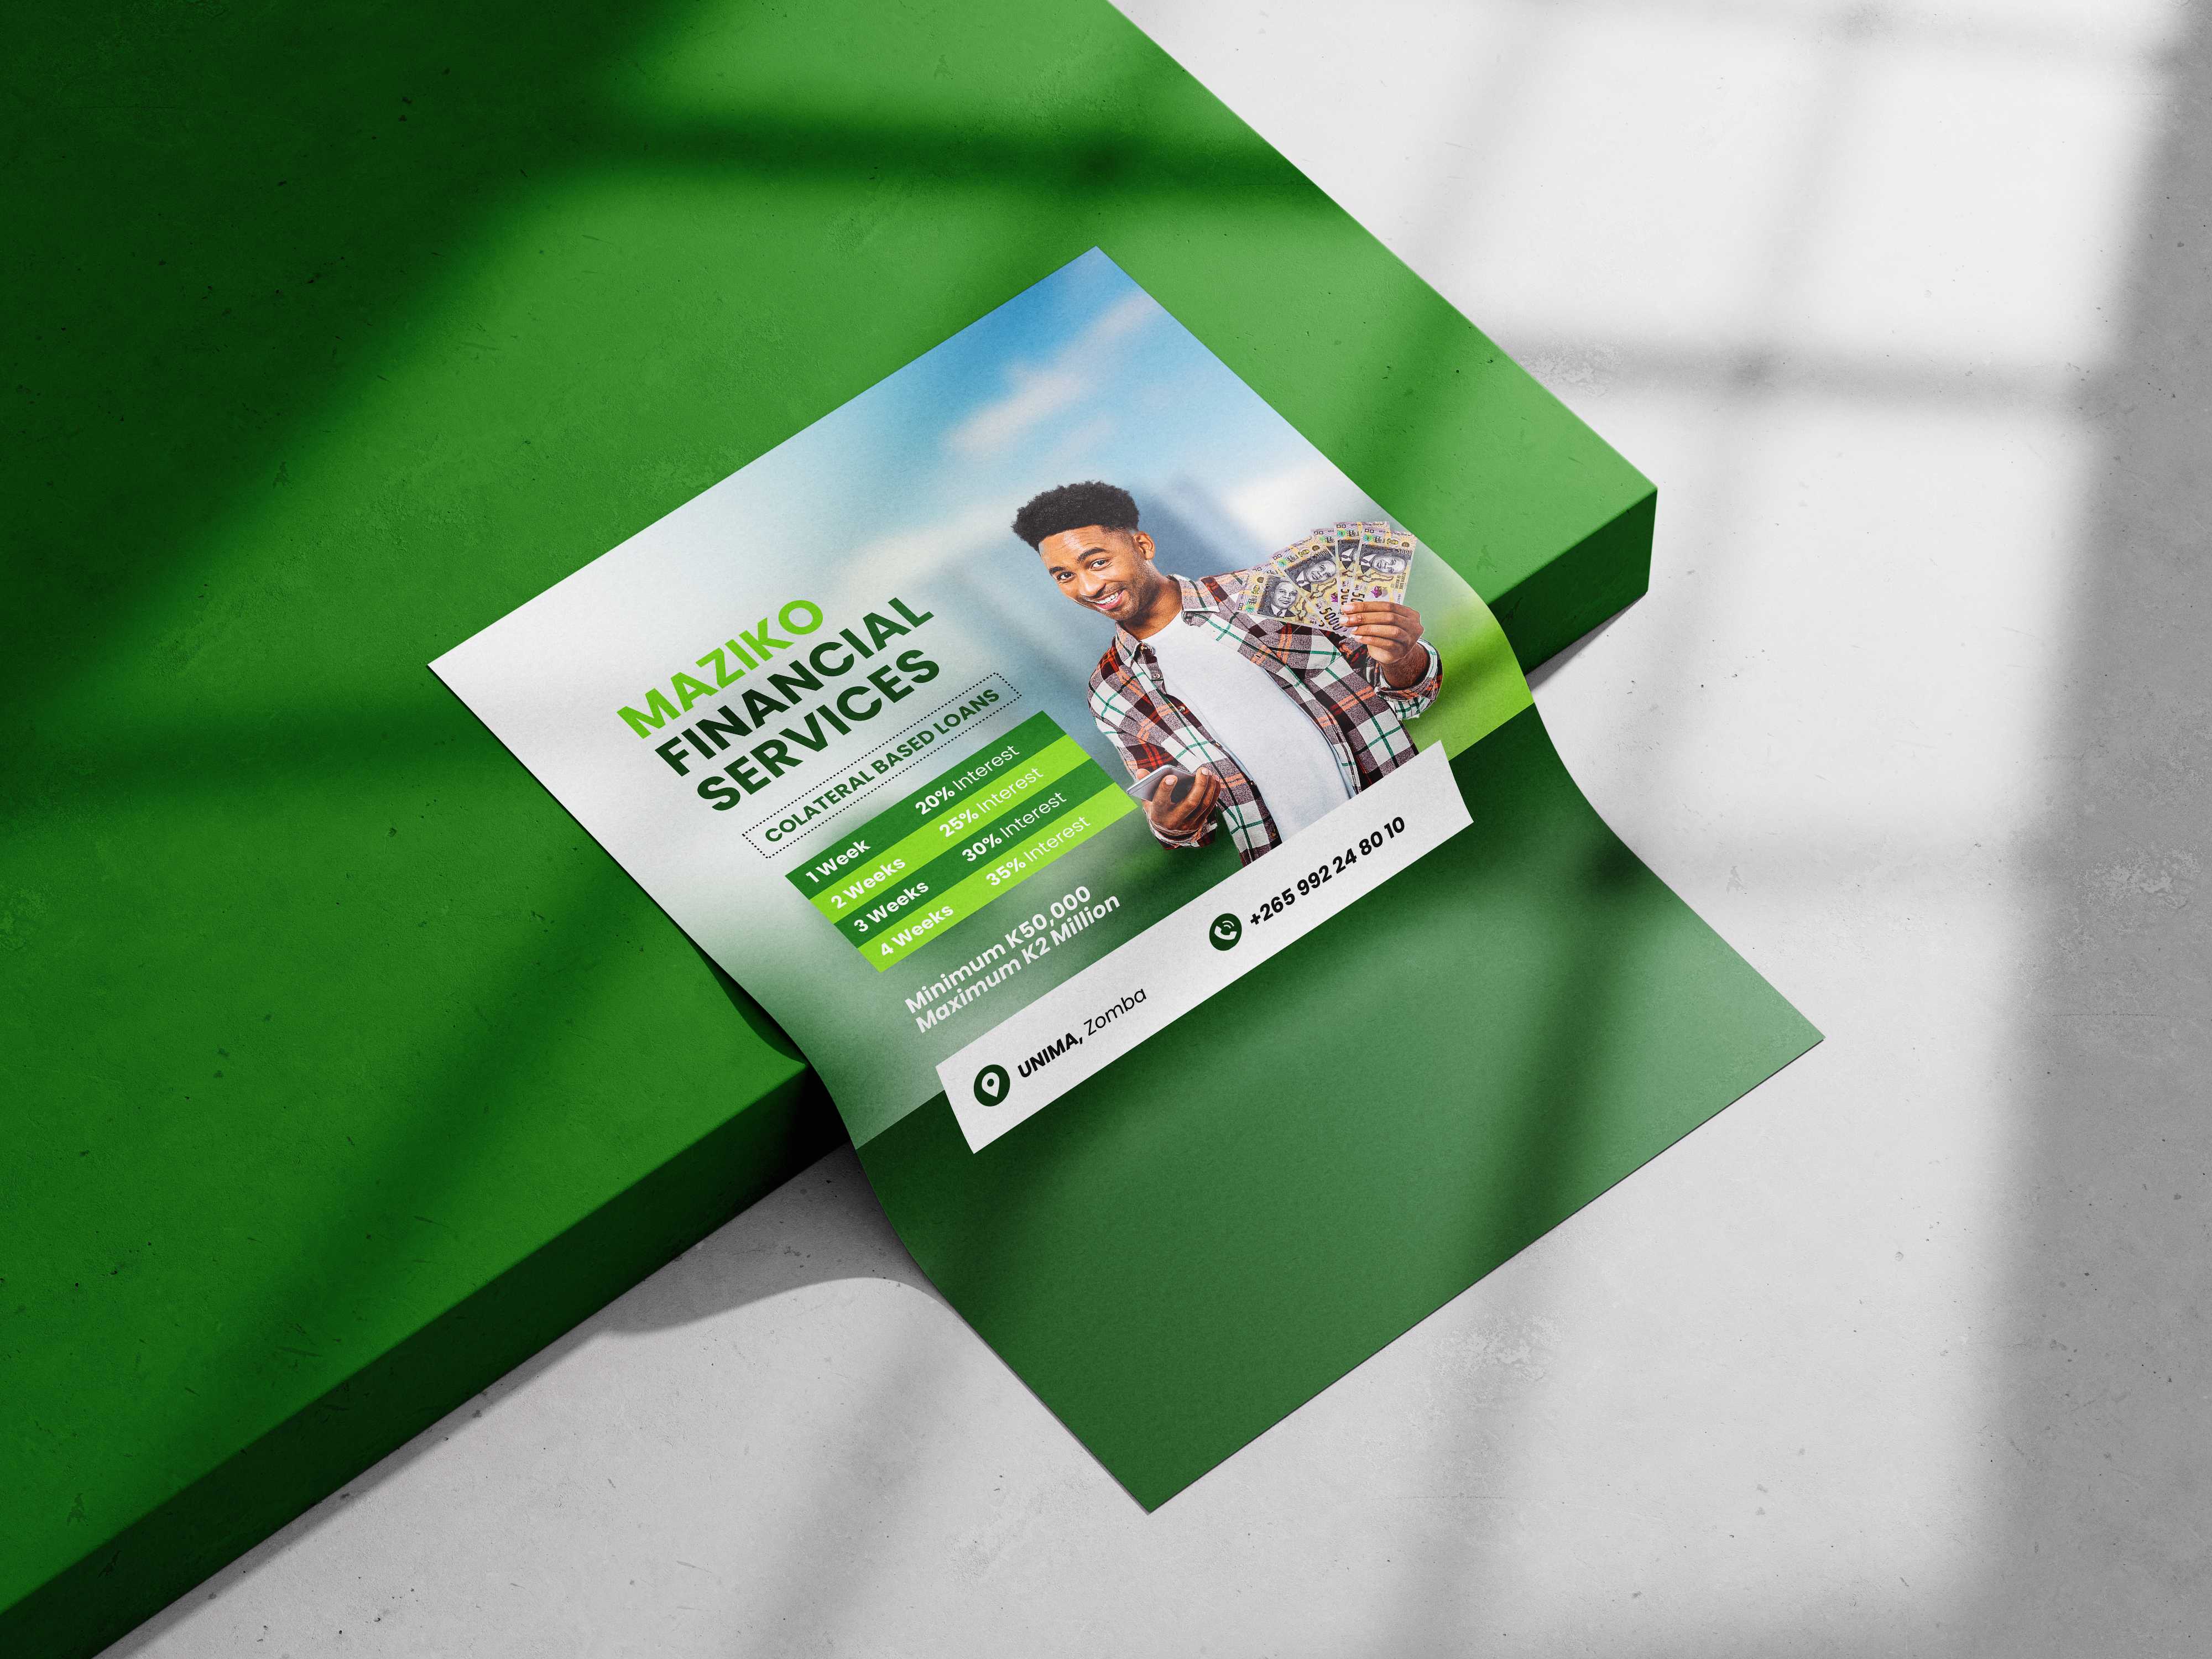 MAZIKO
FINANCIAL
SERVICES
COLATERAL BASED LOANS
1 Week 20% Interest
2 Weeks 25% Interest
3 Weeks 30% Interest
4 Weeks 35% Interest
Minimum K50,000
Maximum K2 Million
UNIMA, Zomba
+265 992 24 80 10
5000